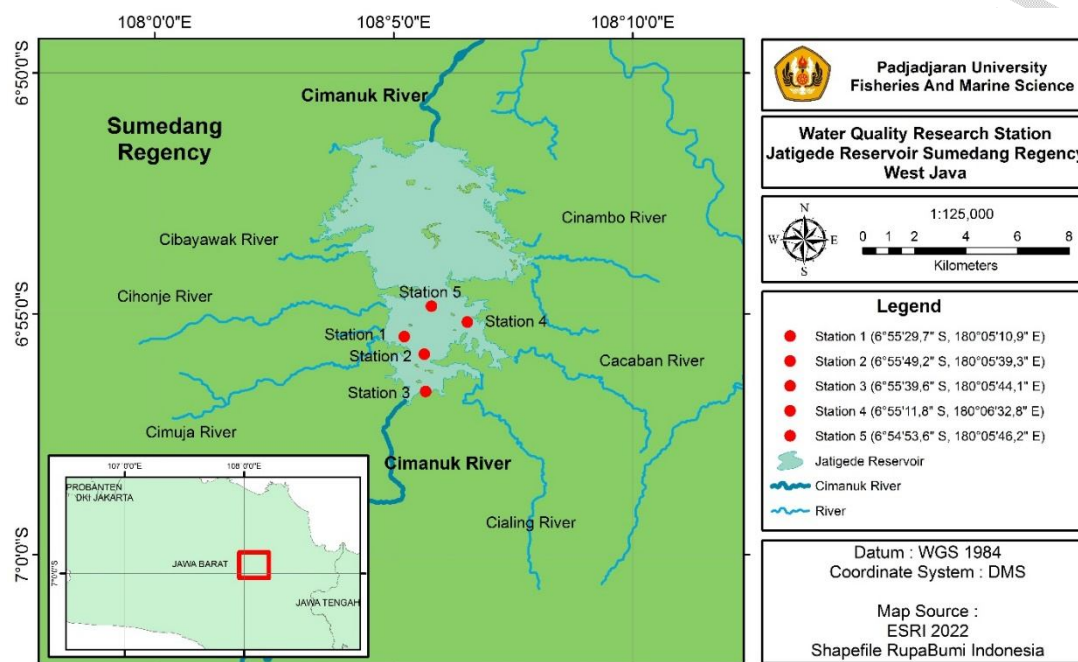 108°0'0"E
108°5'0"E
108°10'0"E
6°50'0"S
6°55'0"S
7°0'0"S
Cimanuk River
Sumedang
Regency
Cinambo River
Cibayawak River
Cihonje River
Station 5
Station 4
Station 1
Station 2
Cacaban River
Station 3
Cimuja River
Cimanuk River
Cialing River
107°0'0"E
108°0'0"E
PROBANTEN
DKI JAKARTA
JAWA BARAT
7°0'0"S
JAWA TENGAH
Padjadjaran University
Fisheries And Marine Science
Water Quality Research Station
Jatigede Reservoir Sumedang Regency
West Java
N
W
E
S
1:125,000
0 1 2 4 6 8
Kilometers
Legend
Station 1 (6°55'29,7" S, 180°05'10,9" E)
Station 2 (6°55'49,2" S, 180°05'39,3" E)
Station 3 (6°55'39,6" S, 180°05'44,1" E)
Station 4 (6°55'11,8" S, 180°06'32,8" E)
Station 5 (6°54'53,6" S, 180°05'46,2" E)
Jatigede Reservoir
Cimanuk River
River
Datum : WGS 1984
Coordinate System : DMS
Map Source :
ESRI 2022
Shapefile RupaBumi Indonesia